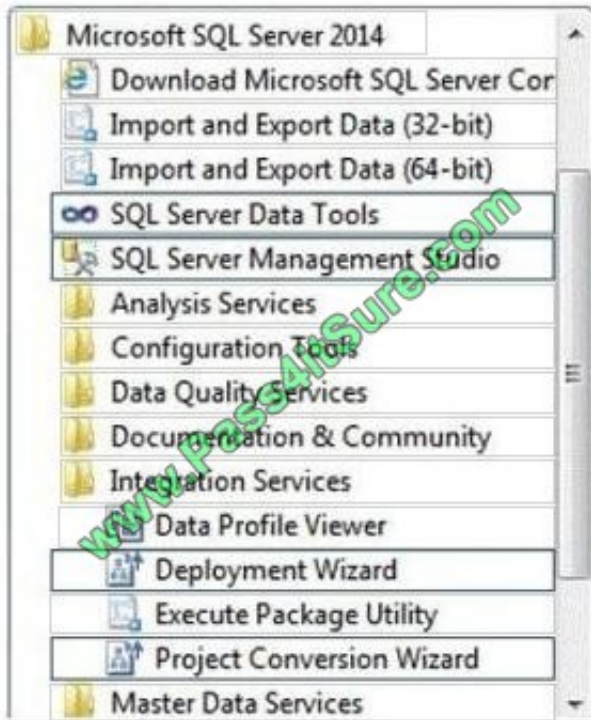 Microsoft SQL Server 2014
Download Microsoft SQL Server Cor
Import and Export Data (32-bit)
Import and Export Data (64-bit)
SQL Server Data Tools
SQL Server Management Studio
Analysis Services
Configuration Tools
Data Quality Services
Documentation & Community
Integration Services
Data Profile Viewer
Deployment Wizard
Execute Package Utility
Project Conversion Wizard
Master Data Services
www.Pass4itSure.com